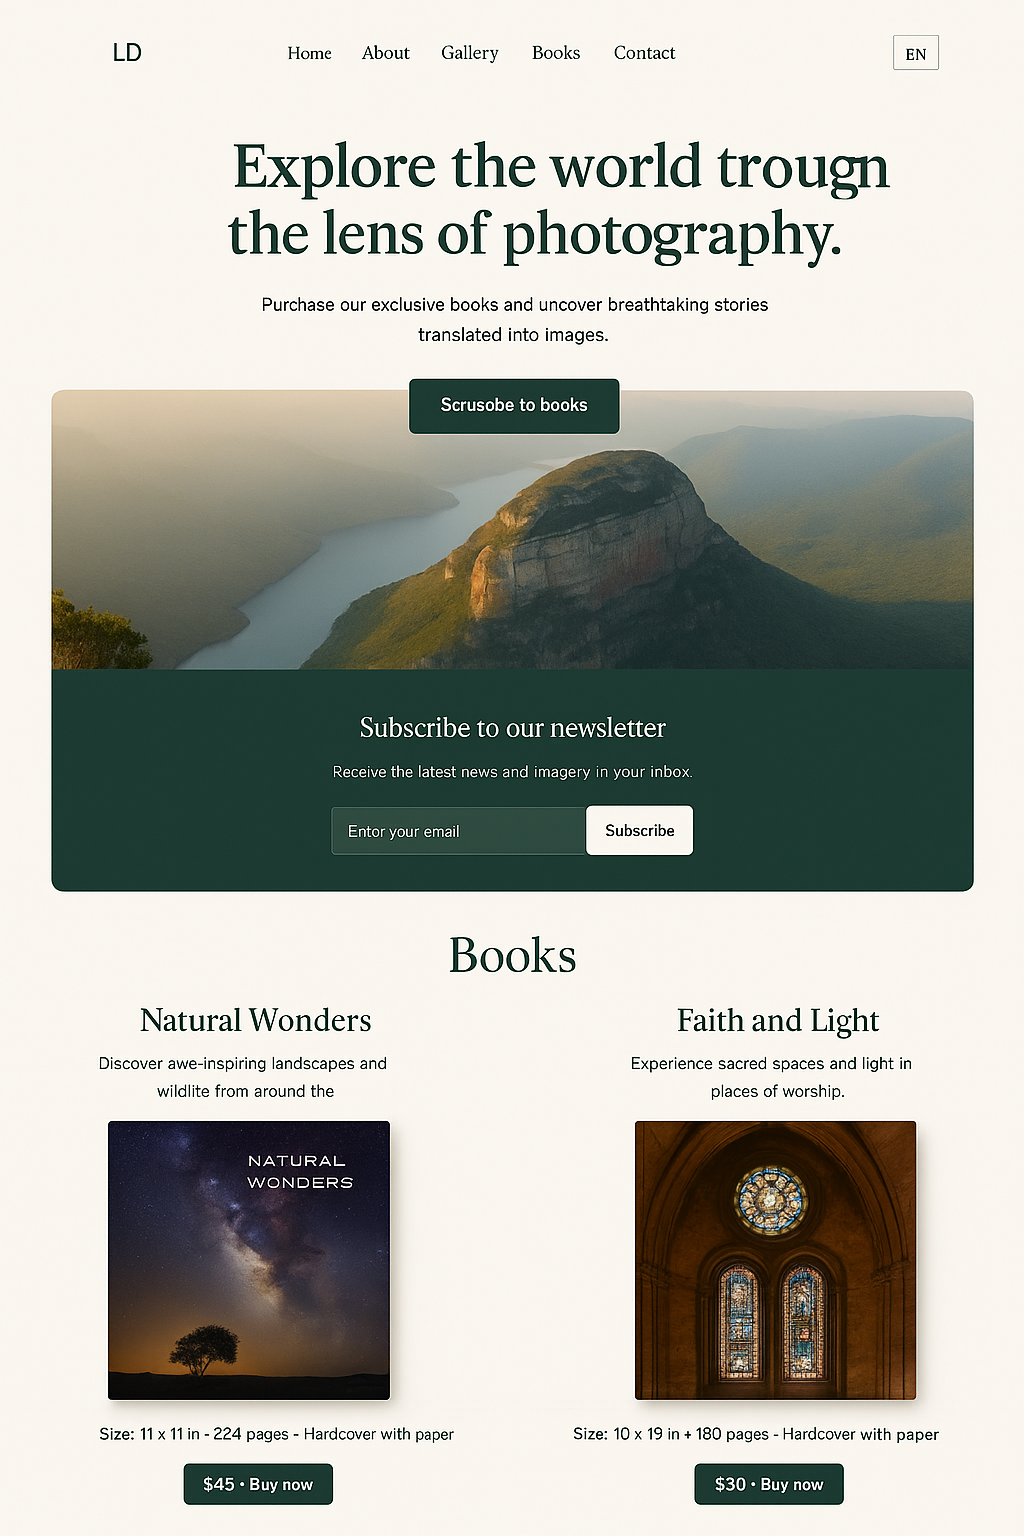 LD
Home About Gallery Books Contact
EN
Explore the world trougn
the lens of photography.
Purchase our exclusive books and uncover breathtaking stories
translated into images.
Scrusobe to books
Subscribe to our newsletter
Receive the latest news and imagery in your inbox.
Entor your email
Subscribe
Books
Natural Wonders
Discover awe-inspiring landscapes and
wildlite from around the
NATURAL
WONDERS
Size: 11 x 11 in - 224 pages - Hardcover with paper
$45 • Buy now
Faith and Light
Experience sacred spaces and light in
places of worship.
Size: 10 x 19 in + 180 pages - Hardcover with paper
$30 • Buy now